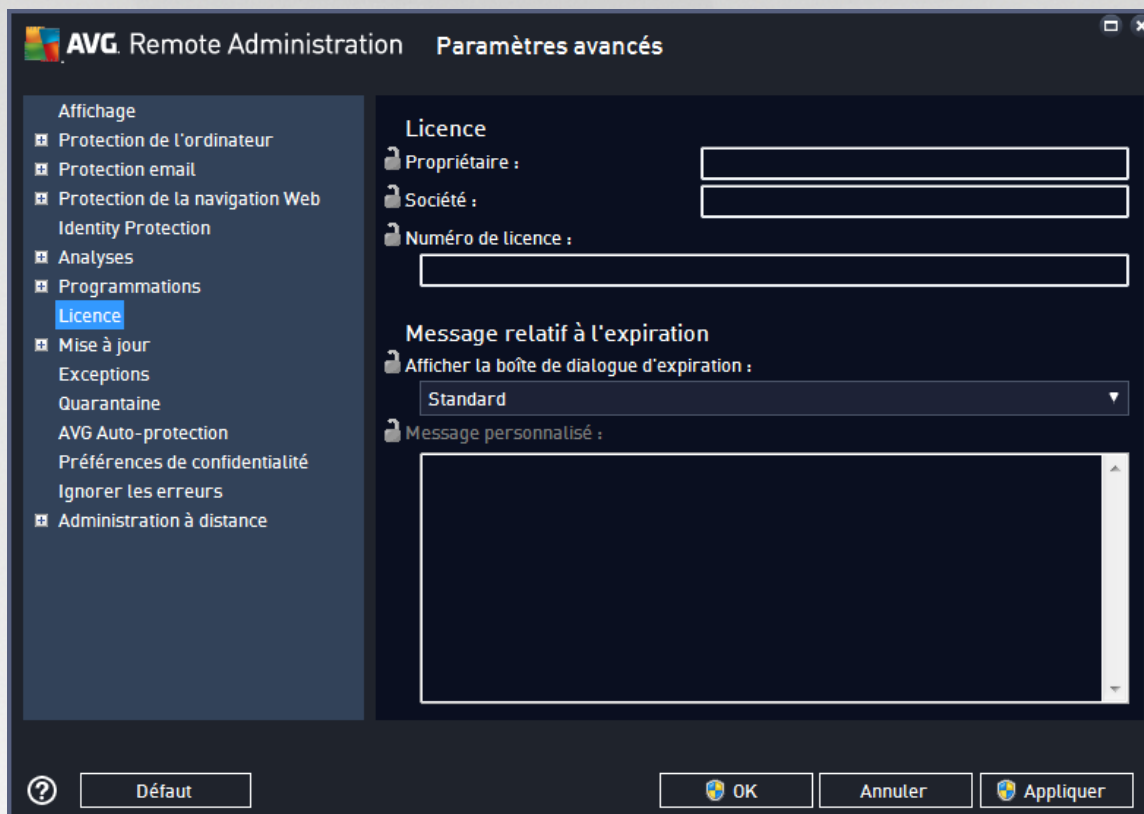 AVG. Remote Administration Paramètres avancés
Affichage
Protection de l'ordinateur
Protection email
Protection de la navigation Web
Identity Protection
Analyses
Programmations
Licence
Mise à jour
Exceptions
Quarantaine
AVG Auto-protection
Préférences de confidentialité
Ignorer les erreurs
Administration à distance
Licence
Propriétaire :
Société :
Numéro de licence :
Message relatif à l'expiration
Afficher la boîte de dialogue d'expiration :
Standard
Message personnalisé :
Défaut
OK
Annuler
Appliquer